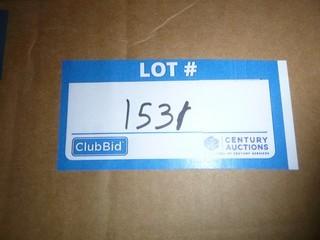 LOT #
1531
ClubBid
CENTURY
AUCTIONS